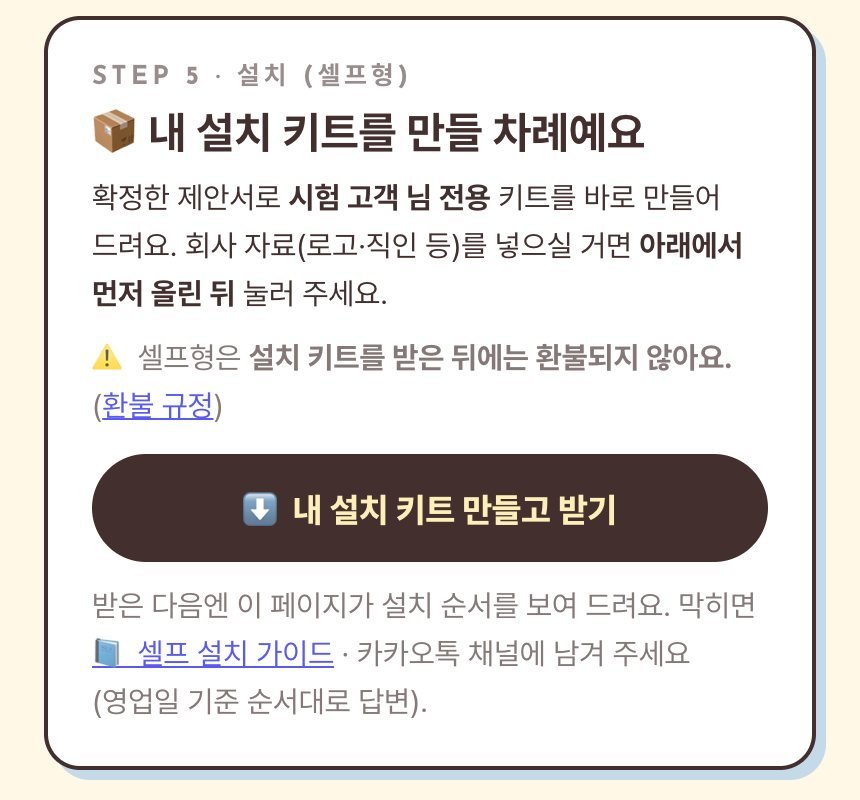 STEP 5 · 설치 (셀프형)
📦 내 설치 키트를 만들 차례예요
확정한 제안서로 시험 고객 님 전용 키트를 바로 만들어
드려요. 회사 자료(로고·직인 등)를 넣으실 거면 아래에서
먼저 올린 뒤 눌러 주세요.
⚠️ 셀프형은 설치 키트를 받은 뒤에는 환불되지 않아요.
(환불 규정)
⬇️ 내 설치 키트 만들고 받기
받은 다음엔 이 페이지가 설치 순서를 보여 드려요. 막히면
📘 셀프 설치 가이드 · 카카오톡 채널에 남겨 주세요
(영업일 기준 순서대로 답변).